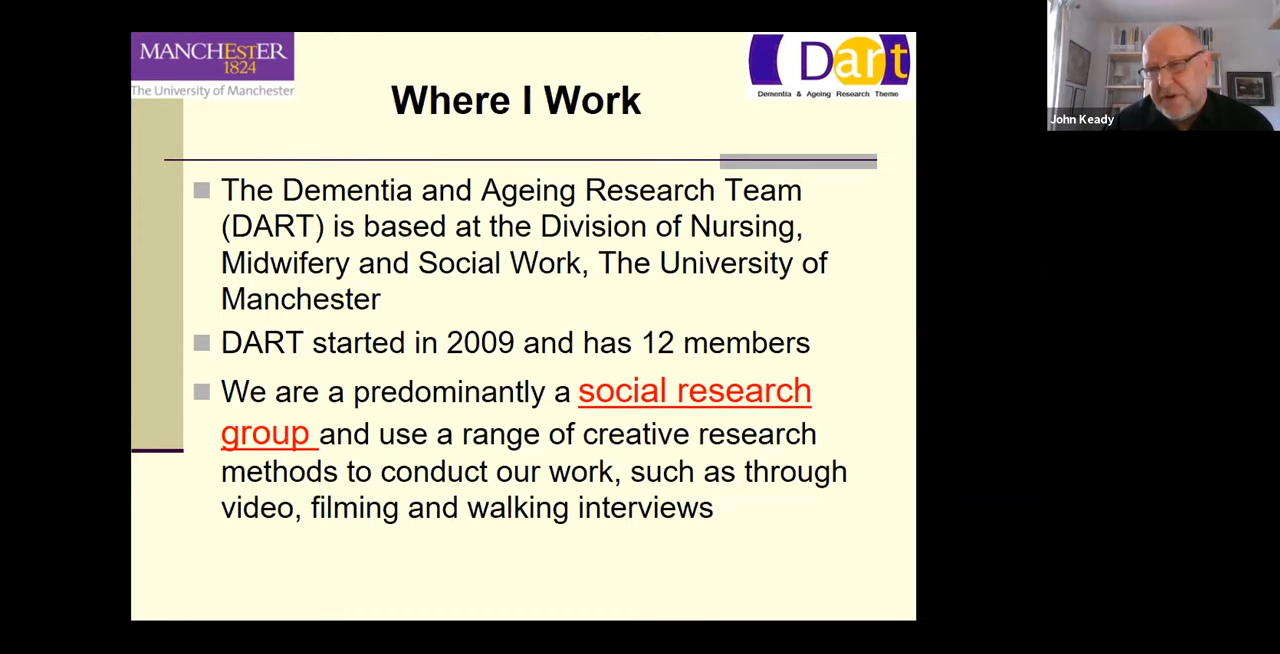 MANCHESTER
1824
The University of Manchester
Dart
Dementia & Ageing Research Theme
Where I Work
The Dementia and Ageing Research Team
(DART) is based at the Division of Nursing,
Midwifery and Social Work, The University of
Manchester
DART started in 2009 and has 12 members
We are a predominantly a social research
group and use a range of creative research
methods to conduct our work, such as through
video, filming and walking interviews
John Keady